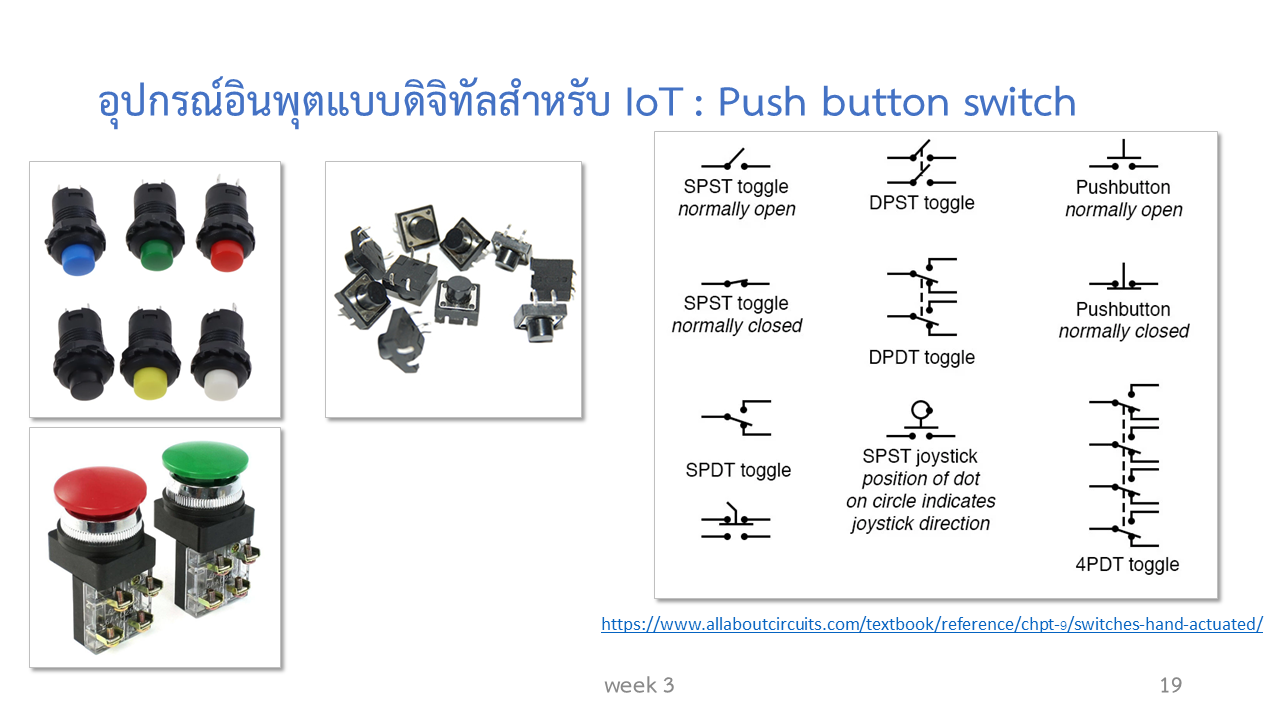 อุปกรณ์อินพุตแบบดิจิทัลสำหรับ IoT : Push button switch
SPST toggle
normally open
DPST toggle
Pushbutton
normally open
SPST toggle
normally closed
DPDT toggle
Pushbutton
normally closed
SPDT toggle
SPST joystick
position of dot
on circle indicates
joystick direction
4PDT toggle
https://www.allaboutcircuits.com/textbook/reference/chpt-๙/switches-hand-actuated/
week 3
19